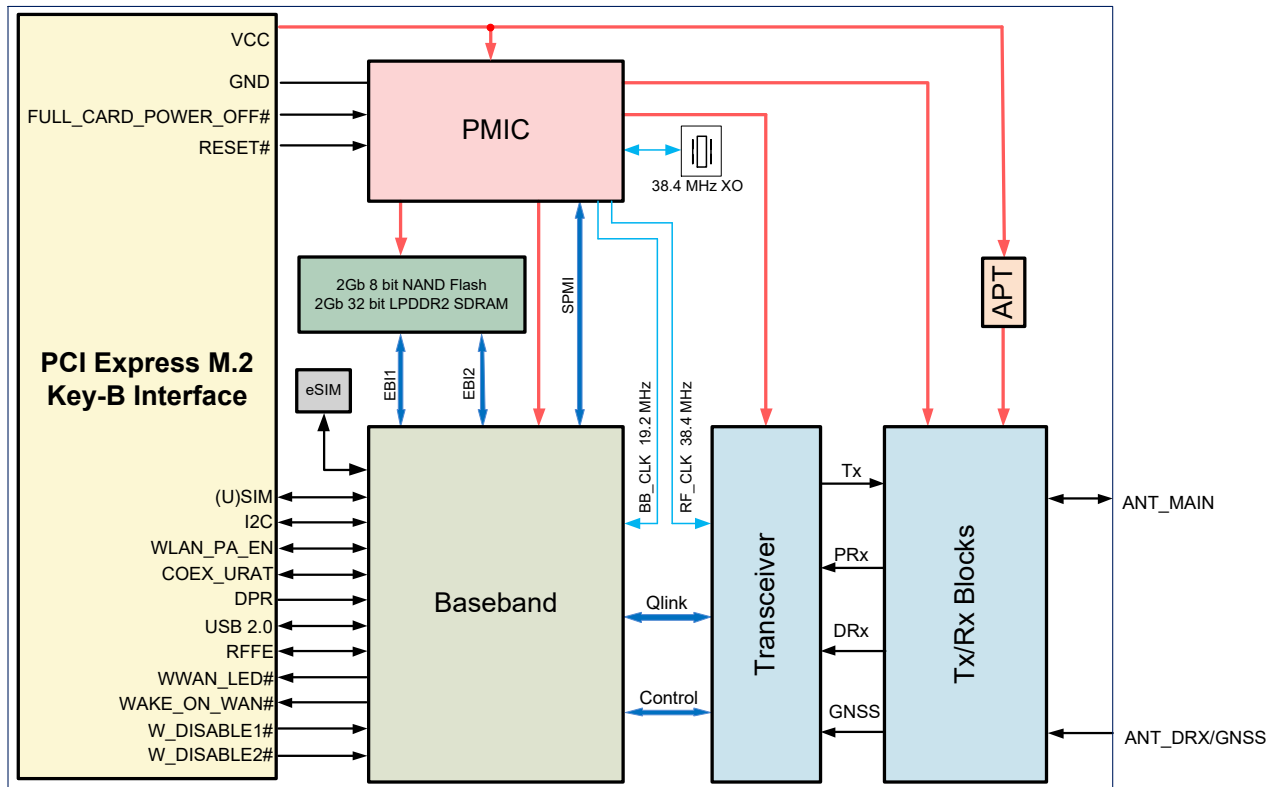 VCC
GND
FULL_CARD_POWER_OFF#
RESET#
PMIC
38.4 MHz XO
2Gb 8 bit NAND Flash
2Gb 32 bit LPDDR2 SDRAM
SPMI
APT
PCI Express M.2
Key-B Interface
eSIM
EBI1
EBI2
BB_CLK 19.2 MHz
RF_CLK 38.4 MHz
(U)SIM
I2C
WLAN_PA_EN
COEX_URAT
DPR
USB 2.0
RFFE
WWAN_LED#
WAKE_ON_WAN#
W_DISABLE1#
W_DISABLE2#
Baseband
Qlink
Control
Transceiver
Tx
PRx
DRx
GNSS
Tx/Rx Blocks
ANT_MAIN
ANT_DRX/GNSS